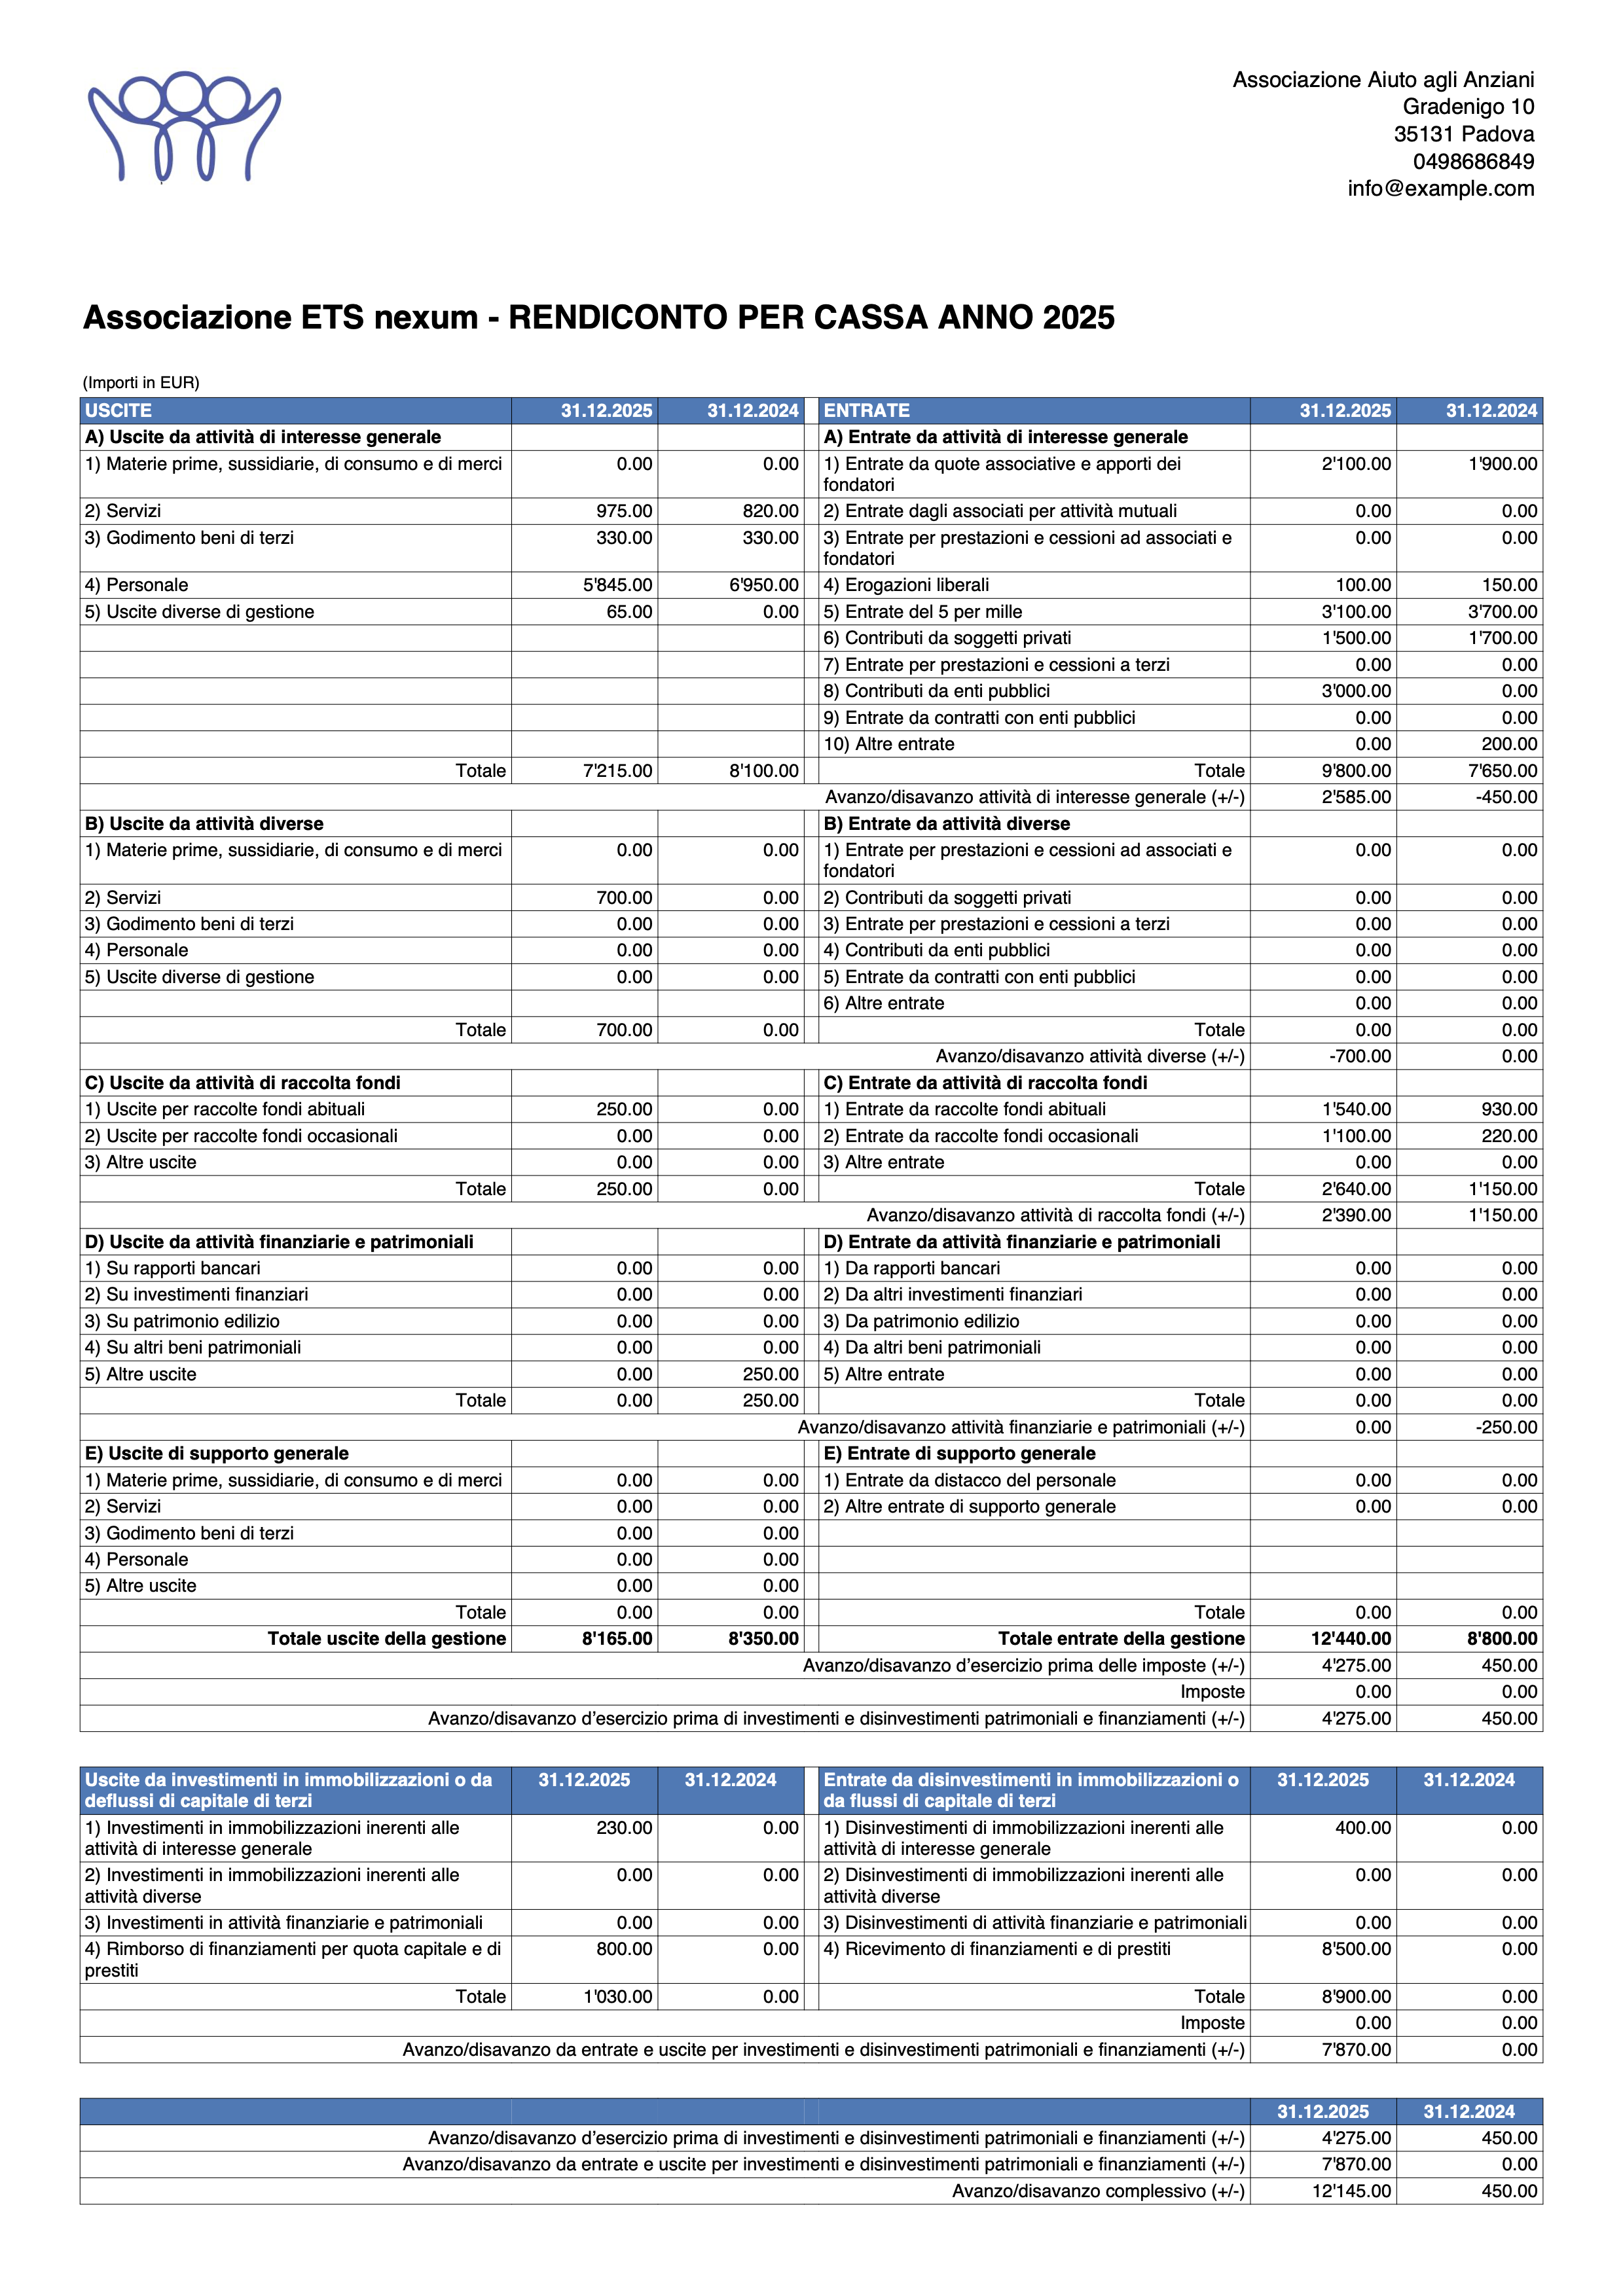 Associazione Aiuto agli Anziani
Gradenigo 10
35131 Padova
0498686849
info@example.com
Associazione ETS nexum - RENDICONTO PER CASSA ANNO 2025
(Importi in EUR)
USCITE 31.12.2025 31.12.2024 ENTRATE 31.12.2025 31.12.2024
A) Uscite da attività di interesse generale A) Entrate da attività di interesse generale
1) Materie prime, sussidiarie, di consumo e di merci 0.00 0.00 1) Entrate da quote associative e apporti dei 2'100.00 1'900.00
fondatori
2) Servizi 975.00 820.00 2) Entrate dagli associati per attività mutuali 0.00 0.00
3) Godimento beni di terzi 330.00 330.00 3) Entrate per prestazioni e cessioni ad associati e 0.00 0.00
fondatori
4) Personale 5'845.00 6'950.00 4) Erogazioni liberali 100.00 150.00
5) Uscite diverse di gestione 65.00 0.00 5) Entrate del 5 per mille 3'100.00 3'700.00
6) Contributi da soggetti privati 1'500.00 1'700.00
7) Entrate per prestazioni e cessioni a terzi 0.00 0.00
8) Contributi da enti pubblici 3'000.00 0.00
9) Entrate da contratti con enti pubblici 0.00 0.00
10) Altre entrate 0.00 200.00
Totale 7'215.00 8'100.00 Totale 9'800.00 7'650.00
Avanzo/disavanzo attività di interesse generale (+/-) 2'585.00 -450.00
B) Uscite da attività diverse B) Entrate da attività diverse
1) Materie prime, sussidiarie, di consumo e di merci 0.00 0.00 1) Entrate per prestazioni e cessioni ad associati e 0.00 0.00
fondatori
2) Servizi 700.00 0.00 2) Contributi da soggetti privati 0.00 0.00
3) Godimento beni di terzi 0.00 0.00 3) Entrate per prestazioni e cessioni a terzi 0.00 0.00
4) Personale 0.00 0.00 4) Contributi da enti pubblici 0.00 0.00
5) Uscite diverse di gestione 0.00 0.00 5) Entrate da contratti con enti pubblici 0.00 0.00
6) Altre entrate 0.00 0.00
Totale 700.00 0.00 Totale 0.00 0.00
Avanzo/disavanzo attività diverse (+/-) -700.00 0.00
C) Uscite da attività di raccolta fondi C) Entrate da attività di raccolta fondi
1) Uscite per raccolte fondi abituali 250.00 0.00 1) Entrate da raccolte fondi abituali 1'540.00 930.00
2) Uscite per raccolte fondi occasionali 0.00 0.00 2) Entrate da raccolte fondi occasionali 1'100.00 220.00
3) Altre uscite 0.00 0.00 3) Altre entrate 0.00 0.00
Totale 250.00 0.00 Totale 2'640.00 1'150.00
Avanzo/disavanzo attività di raccolta fondi (+/-) 2'390.00 1'150.00
D) Uscite da attività finanziarie e patrimoniali D) Entrate da attività finanziarie e patrimoniali
1) Su rapporti bancari 0.00 0.00 1) Da rapporti bancari 0.00 0.00
2) Su investimenti finanziari 0.00 0.00 2) Da altri investimenti finanziari 0.00 0.00
3) Su patrimonio edilizio 0.00 0.00 3) Da patrimonio edilizio 0.00 0.00
4) Su altri beni patrimoniali 0.00 0.00 4) Da altri beni patrimoniali 0.00 0.00
5) Altre uscite 0.00 250.00 5) Altre entrate 0.00 0.00
Totale 0.00 250.00 Totale 0.00 0.00
Avanzo/disavanzo attività finanziarie e patrimoniali (+/-) 0.00 -250.00
E) Uscite di supporto generale E) Entrate di supporto generale
1) Materie prime, sussidiarie, di consumo e di merci 0.00 0.00 1) Entrate da distacco del personale 0.00 0.00
2) Servizi 0.00 0.00 2) Altre entrate di supporto generale 0.00 0.00
3) Godimento beni di terzi 0.00 0.00
4) Personale 0.00 0.00
5) Altre uscite 0.00 0.00
Totale 0.00 0.00 Totale 0.00 0.00
Totale uscite della gestione 8'165.00 8'350.00 Totale entrate della gestione 12'440.00 8'800.00
Avanzo/disavanzo d’esercizio prima delle imposte (+/-) 4'275.00 450.00
Imposte 0.00 0.00
Avanzo/disavanzo d’esercizio prima di investimenti e disinvestimenti patrimoniali e finanziamenti (+/-) 4'275.00 450.00
Uscite da investimenti in immobilizzazioni o da 31.12.2025 31.12.2024 Entrate da disinvestimenti in immobilizzazioni o 31.12.2025 31.12.2024
deflussi di capitale di terzi da flussi di capitale di terzi
1) Investimenti in immobilizzazioni inerenti alle 230.00 0.00 1) Disinvestimenti di immobilizzazioni inerenti alle 400.00 0.00
attività di interesse generale attività di interesse generale
2) Investimenti in immobilizzazioni inerenti alle 0.00 0.00 2) Disinvestimenti di immobilizzazioni inerenti alle 0.00 0.00
attività diverse attività diverse
3) Investimenti in attività finanziarie e patrimoniali 0.00 0.00 3) Disinvestimenti di attività finanziarie e patrimoniali 0.00 0.00
4) Rimborso di finanziamenti per quota capitale e di 800.00 0.00 4) Ricevimento di finanziamenti e di prestiti 8'500.00 0.00
prestiti
Totale 1'030.00 0.00 Totale 8'900.00 0.00
Imposte 0.00 0.00
Avanzo/disavanzo da entrate e uscite per investimenti e disinvestimenti patrimoniali e finanziamenti (+/-) 7'870.00 0.00
31.12.2025 31.12.2024
Avanzo/disavanzo d’esercizio prima di investimenti e disinvestimenti patrimoniali e finanziamenti (+/-) 4'275.00 450.00
Avanzo/disavanzo da entrate e uscite per investimenti e disinvestimenti patrimoniali e finanziamenti (+/-) 7'870.00 0.00
Avanzo/disavanzo complessivo (+/-) 12'145.00 450.00